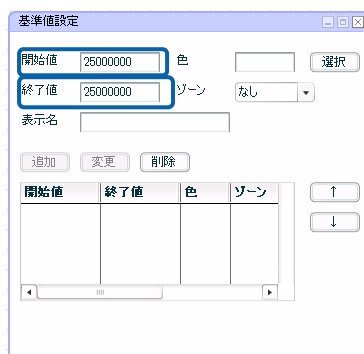 基準値設定
開始値 25000000 色 選択
終了値 25000000 ゾーン なし
表示名
追加 変更 削除
開始値 終了値 色 ゾーン
↑
↓